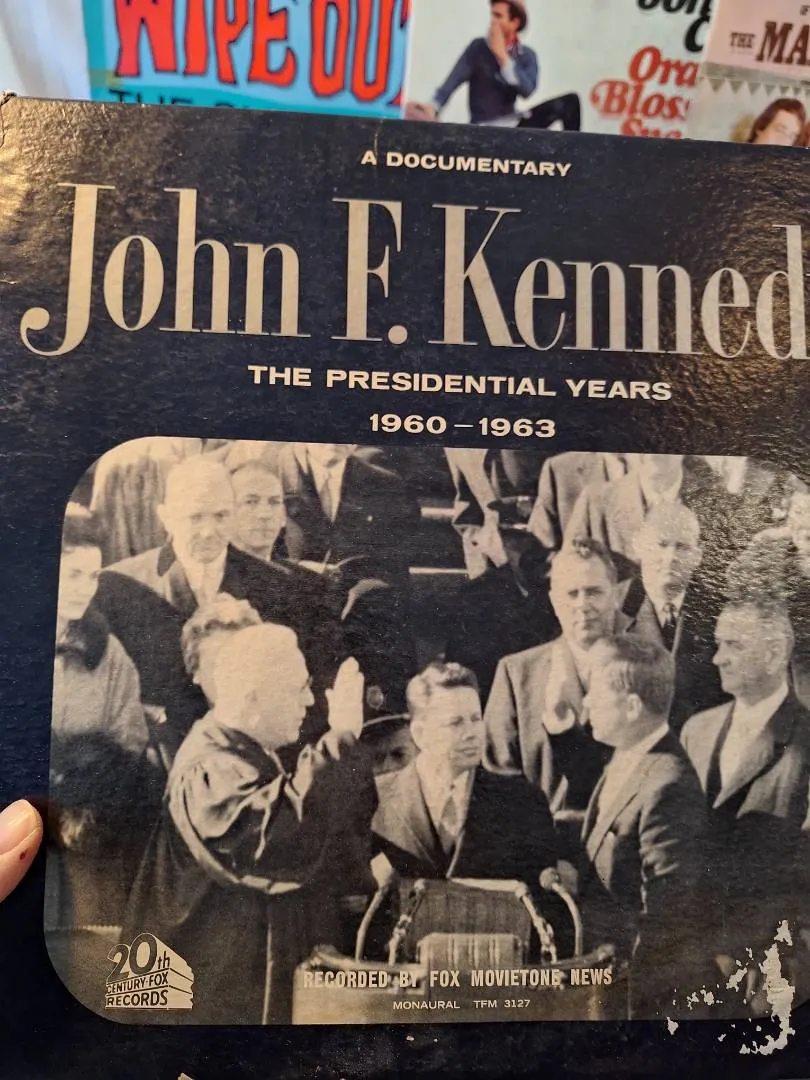 WIPE OUT
THE MA
Ora
Blos
A DOCUMENTARY
John F. Kenned
THE PRESIDENTIAL YEARS
1960 – 1963
20th
CENTURY-FOX
RECORDS
RECORDED BY FOX MOVIETONE NEWS
MONAURAL TFM 3127